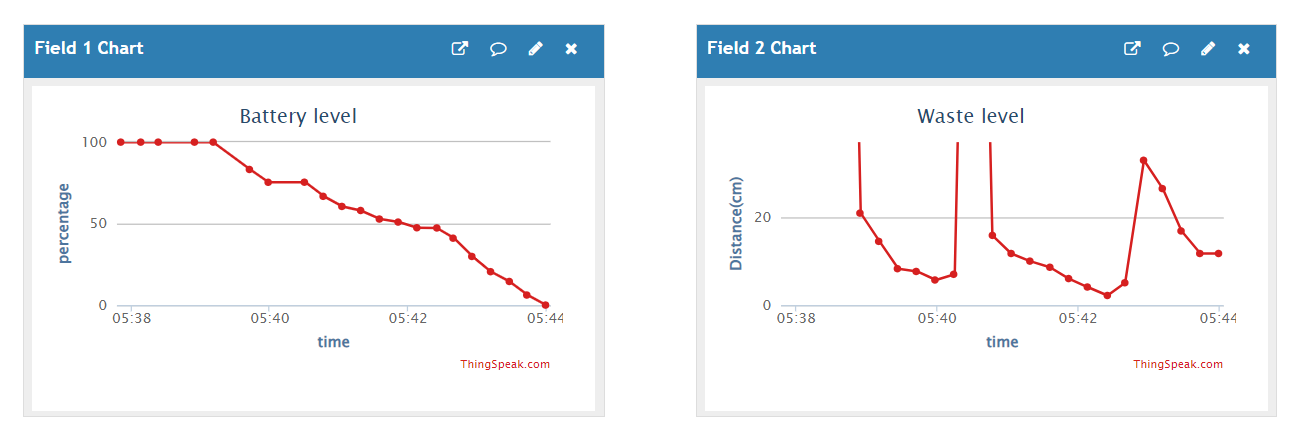 Field 1 Chart
Battery level
percentage
100
50
0
05:38 05:40 05:42 05:44
time
ThingSpeak.com
Field 2 Chart
Waste level
Distance(cm)
20
0
05:38 05:40 05:42 05:44
time
ThingSpeak.com